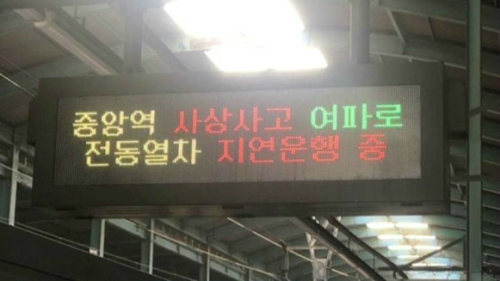 중앙역 사상사고 여파로
전동열차 지연운행 중